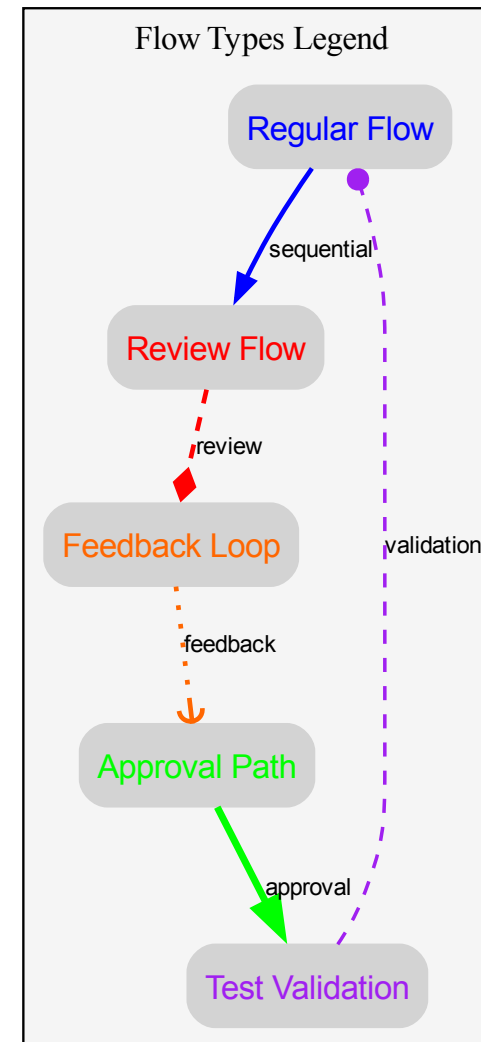 Flow Types Legend
Regular Flow
sequential
Review Flow
review
Feedback Loop
validation
feedback
Approval Path
approval
Test Validation